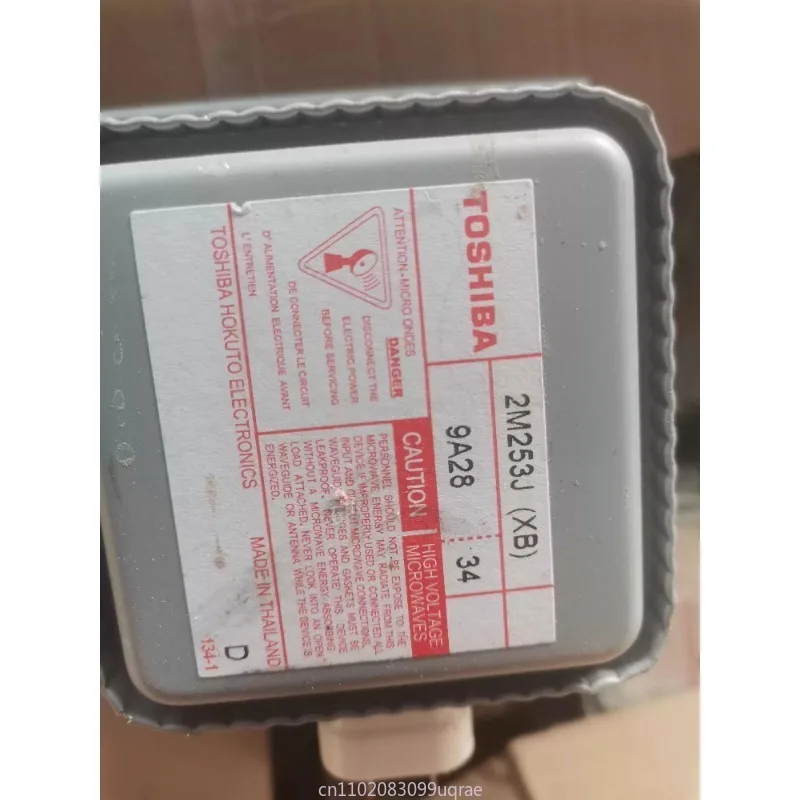 TOSHIBA
2M253J (XB)
9A28 34
ATTENTION-MICRO ONDES
DANGER
DISCONNECT THE
ELECTRIC POWER
BEFORE SERVICING
DE CONNECTER LE CIRCUIT
D'ALIMENTATION ELECTRIQUE AVANT
L'ENTRETIEN
CAUTION
HIGH VOLTAGE
MICROWAVES
PERSONNEL SHOULD NOT BE EXPOSE TO THE
MICROWAVE ENERGY MAY RADIATE FROM THIS
DEVICE IF IMPROPERLY USED OR CONNECTED. ALL
INPUT AND MICROWAVE CONNECTIONS,
WAVEGUIDES AND GASKETS MUST BE
LEAKPROOF. NEVER OPERATE THIS DEVICE
WITHOUT A MICROWAVE ENERGY ABSORBING
LOAD ATTACHED. NEVER LOOK INTO AN OPEN
WAVEGUIDE OR ANTENNA WHILE THE DEVICE IS
ENERGIZED.
D
TOSHIBA HOKUTO ELECTRONICS MADE IN THAILAND
134-1
cn1102083099uqrae